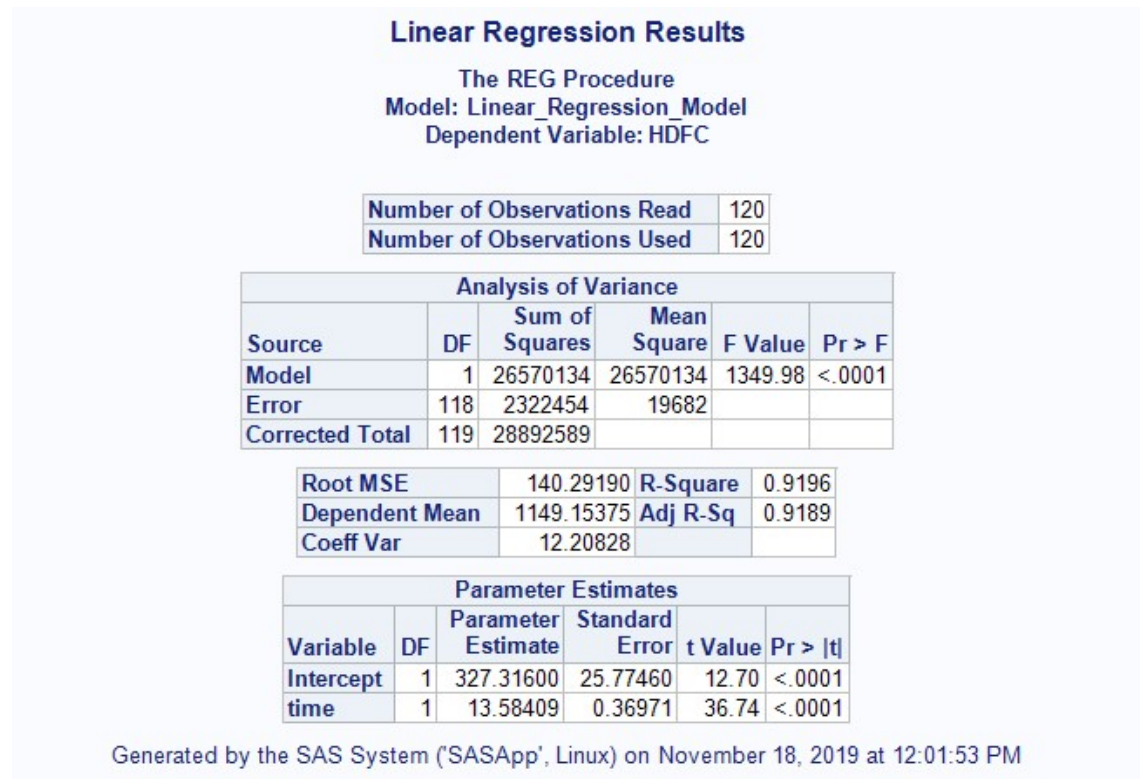 Linear Regression Results
The REG Procedure
Model: Linear_Regression_Model
Dependent Variable: HDFC
Number of Observations Read 120
Number of Observations Used 120
Analysis of Variance
Source DF Sum of Squares Mean Square F Value Pr > F
Model 1 26570134 26570134 1349.98 <.0001
Error 118 2322454 19682
Corrected Total 119 28892589
Root MSE 140.29190 R-Square 0.9196
Dependent Mean 1149.15375 Adj R-Sq 0.9189
Coeff Var 12.20828
Parameter Estimates
Variable DF Parameter Estimate Standard Error t Value Pr > |t|
Intercept 1 327.31600 25.77460 12.70 <.0001
time 1 13.58409 0.36971 36.74 <.0001
Generated by the SAS System ('SASApp', Linux) on November 18, 2019 at 12:01:53 PM